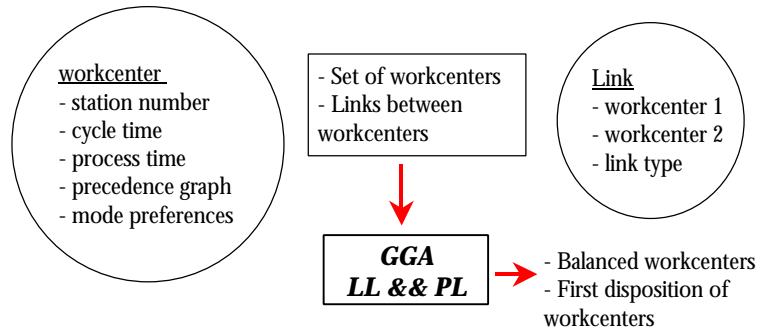 workcenter
- station number
- cycle time
- process time
- precedence graph
- mode preferences
- Set of workcenters
- Links between
workcenters
Link
- workcenter 1
- workcenter 2
- link type
GGA
LL && PL
- Balanced workcenters
- First disposition of
workcenters